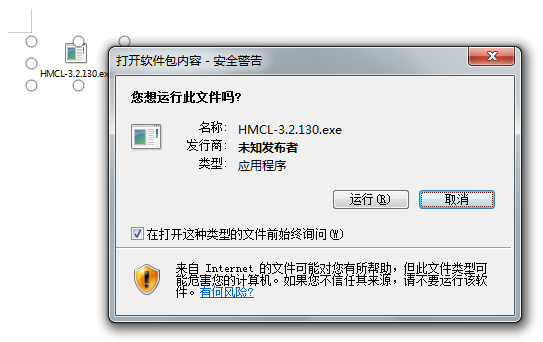 HMCL-3.2.130.ex
打开软件包内容 - 安全警告
您想运行此文件吗?
名称: HMCL-3.2.130.exe
发行商: 未知发布者
类型: 应用程序
运行(R) 取消
在打开这种类型的文件前始终询问(W)
来自 Internet 的文件可能对您有所帮助，但此文件类型可
能危害您的计算机。如果您不信任其来源，请不要运行该软
件。有何风险?